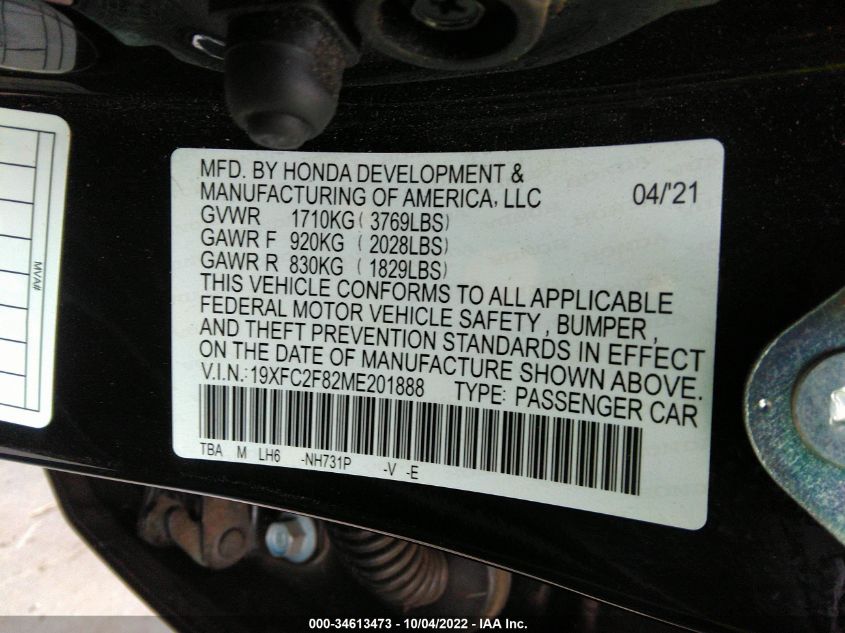 MFD. BY HONDA DEVELOPMENT &
MANUFACTURING OF AMERICA, LLC 04/'21
GVWR 1710KG ( 3769LBS)
GAWR F 920KG ( 2028LBS)
GAWR R 830KG ( 1829LBS)
THIS VEHICLE CONFORMS TO ALL APPLICABLE
FEDERAL MOTOR VEHICLE SAFETY , BUMPER ,
AND THEFT PREVENTION STANDARDS IN EFFECT
ON THE DATE OF MANUFACTURE SHOWN ABOVE.
V.I.N.:19XFC2F82ME201888 TYPE: PASSENGER CAR
TBA M LH6 -NH731P -V -E
MVA#
000-34613473 - 10/04/2022 - IAA Inc.